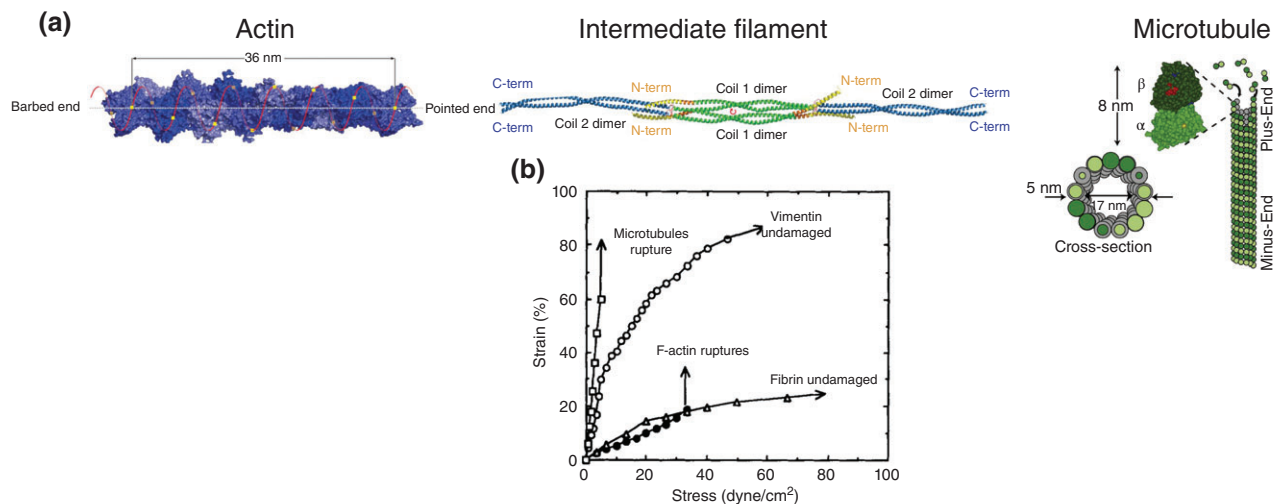 (a)
Actin
36 nm
Barbed end
Pointed end
Intermediate filament
C-term
N-term
Coil 1 dimer
N-term
Coil 2 dimer
C-term
C-term
Coil 2 dimer
N-term
Coil 1 dimer
N-term
C-term
Microtubule
β
8 nm
α
Plus-End
5 nm
17 nm
Cross-section
Minus-End
(b)
100
80
60
40
20
0
Strain (%)
Microtubules
rupture
Vimentin
undamaged
F-actin ruptures
Fibrin undamaged
0
20
40
60
80
100
Stress (dyne/cm²)